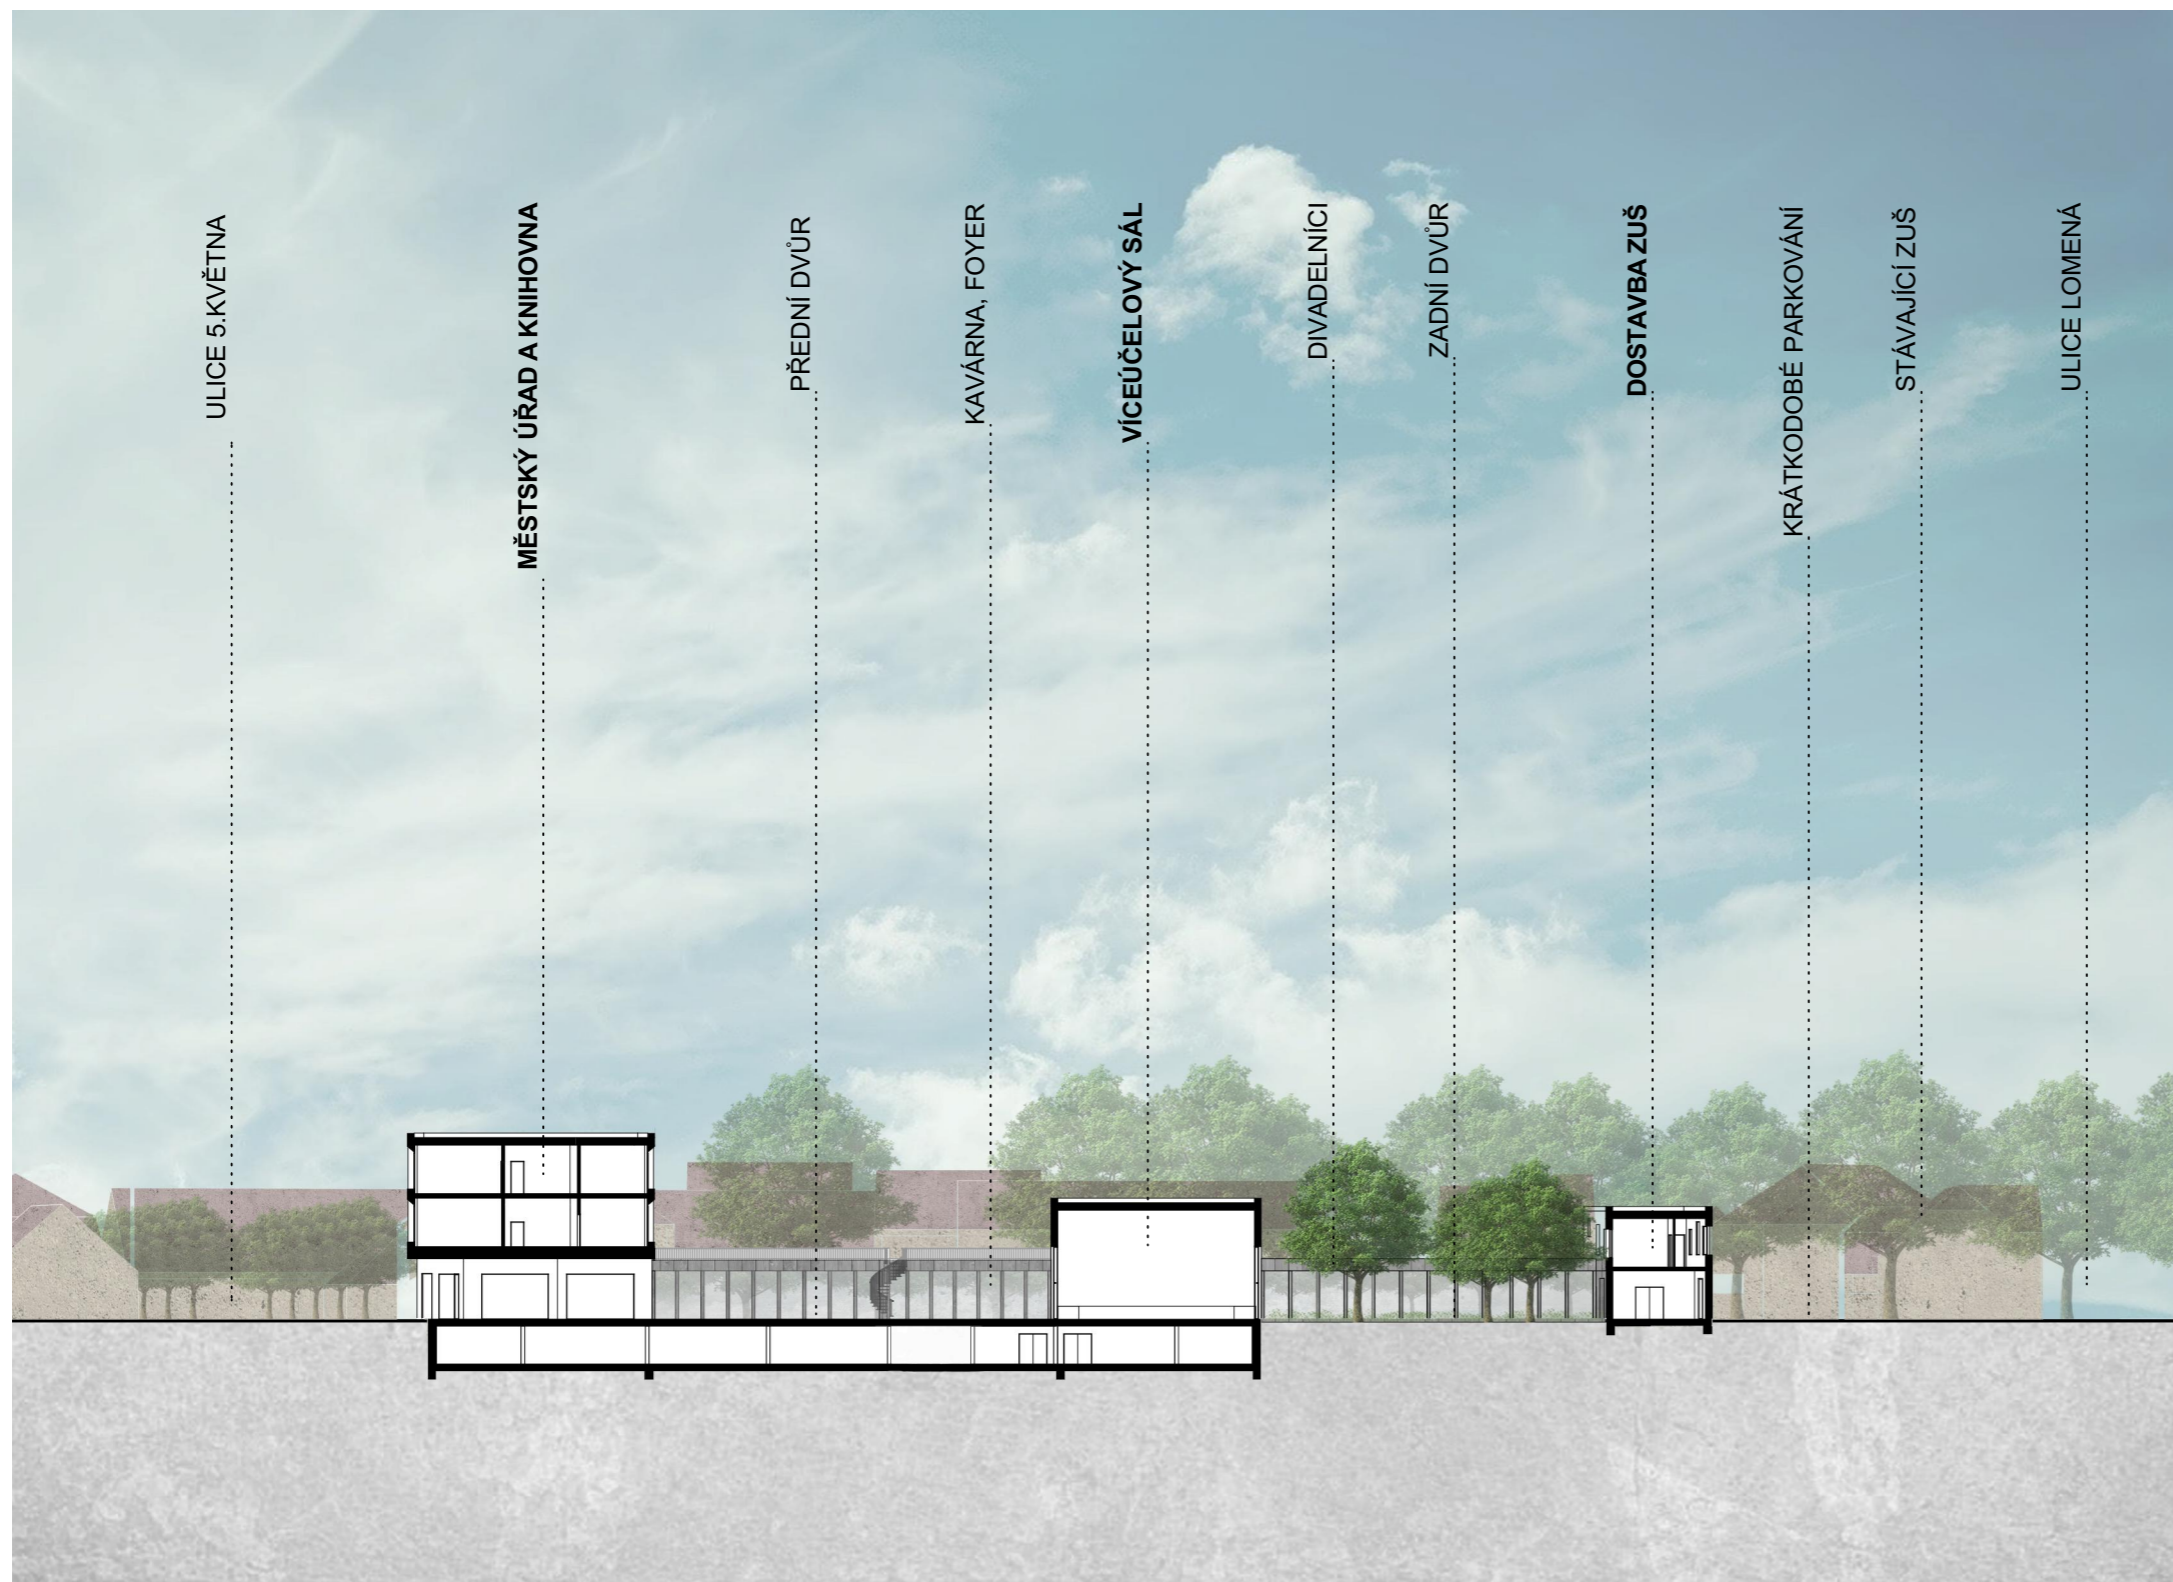 ULICE 5.KVĚTNA
MĚSTSKÝ ÚŘAD A KNIHOVNA
PŘEDNÍ DVŮR
KAVÁRNA, FOYER
VÍCEÚČELOVÝ SÁL
DIVADELNÍCI
ZADNÍ DVŮR
DOSTAVBA ZUŠ
KRÁTKODOBÉ PARKOVÁNÍ
STÁVAJÍCÍ ZUŠ
ULICE LOMENÁ